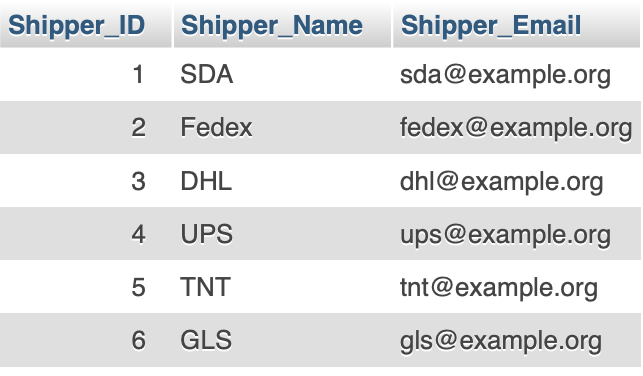 Shipper_ID Shipper_Name Shipper_Email
1 SDA sda@example.org
2 Fedex fedex@example.org
3 DHL dhl@example.org
4 UPS ups@example.org
5 TNT tnt@example.org
6 GLS gls@example.org